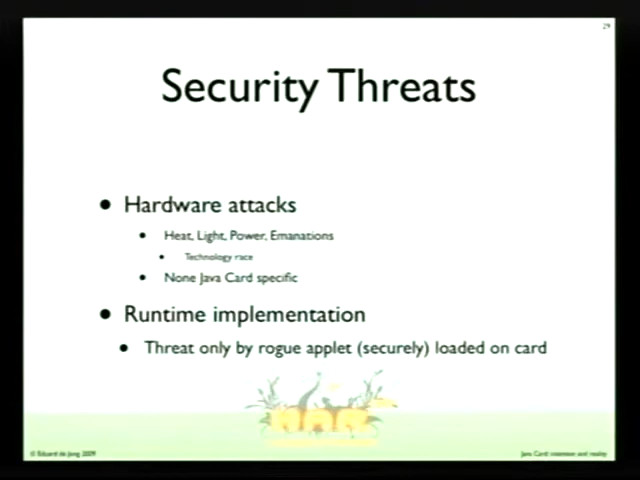 29
Security Threats
• Hardware attacks
• Heat, Light, Power, Emanations
• Technology race
• None Java Card specific
• Runtime implementation
• Threat only by rogue applet (securely) loaded on card
HAR
© Eduard de Jong 2009
Java Card: intention and reality